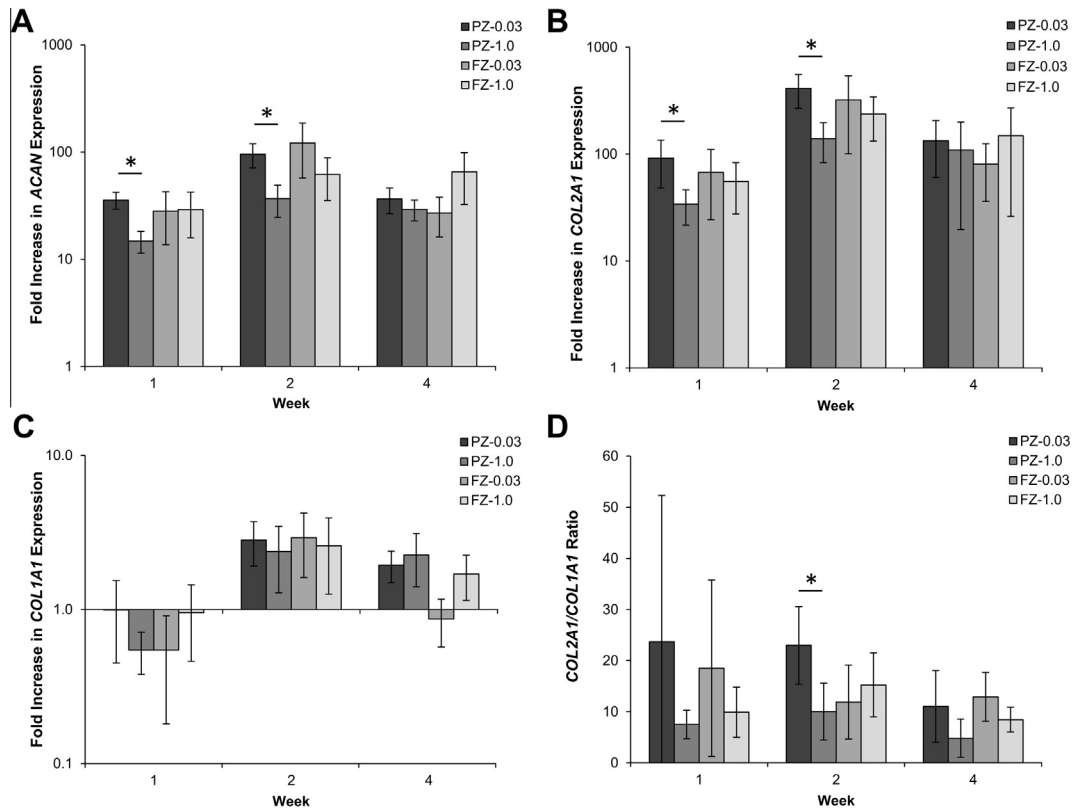 A
PZ-0.03
PZ-1.0
FZ-0.03
FZ-1.0
Fold Increase in ACAN Expression
1000
100
10
1
*
*
1
2
4
Week
B
PZ-0.03
PZ-1.0
FZ-0.03
FZ-1.0
Fold Increase in COL2A1 Expression
1000
100
10
1
*
*
1
2
4
Week
C
PZ-0.03
PZ-1.0
FZ-0.03
FZ-1.0
Fold Increase in COL1A1 Expression
10.0
1.0
0.1
1
2
4
Week
D
PZ-0.03
PZ-1.0
FZ-0.03
FZ-1.0
COL2A1/COL1A1 Ratio
60
50
40
30
20
10
0
*
1
2
4
Week